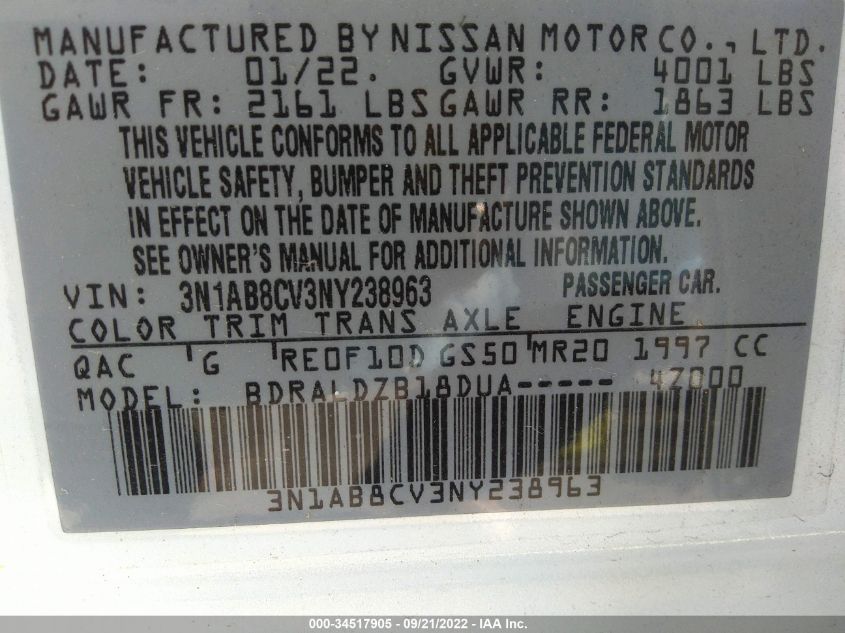 MANUFACTURED BY NISSAN MOTOR CO., LTD.
DATE: 01/22. GVWR: 4001 LBS
GAWR FR: 2161 LBS GAWR RR: 1863 LBS
THIS VEHICLE CONFORMS TO ALL APPLICABLE FEDERAL MOTOR
VEHICLE SAFETY, BUMPER AND THEFT PREVENTION STANDARDS
IN EFFECT ON THE DATE OF MANUFACTURE SHOWN ABOVE.
SEE OWNER'S MANUAL FOR ADDITIONAL INFORMATION.
VIN: 3N1AB8CV3NY238963 PASSENGER CAR.
COLOR TRIM TRANS AXLE ENGINE
QAC G RE0F10D GS50 MR20 1997 CC
MODEL: BDRALDZB18DUA----- 4Z000
3N1AB8CV3NY238963
000-34517905 - 09/21/2022 - IAA Inc.